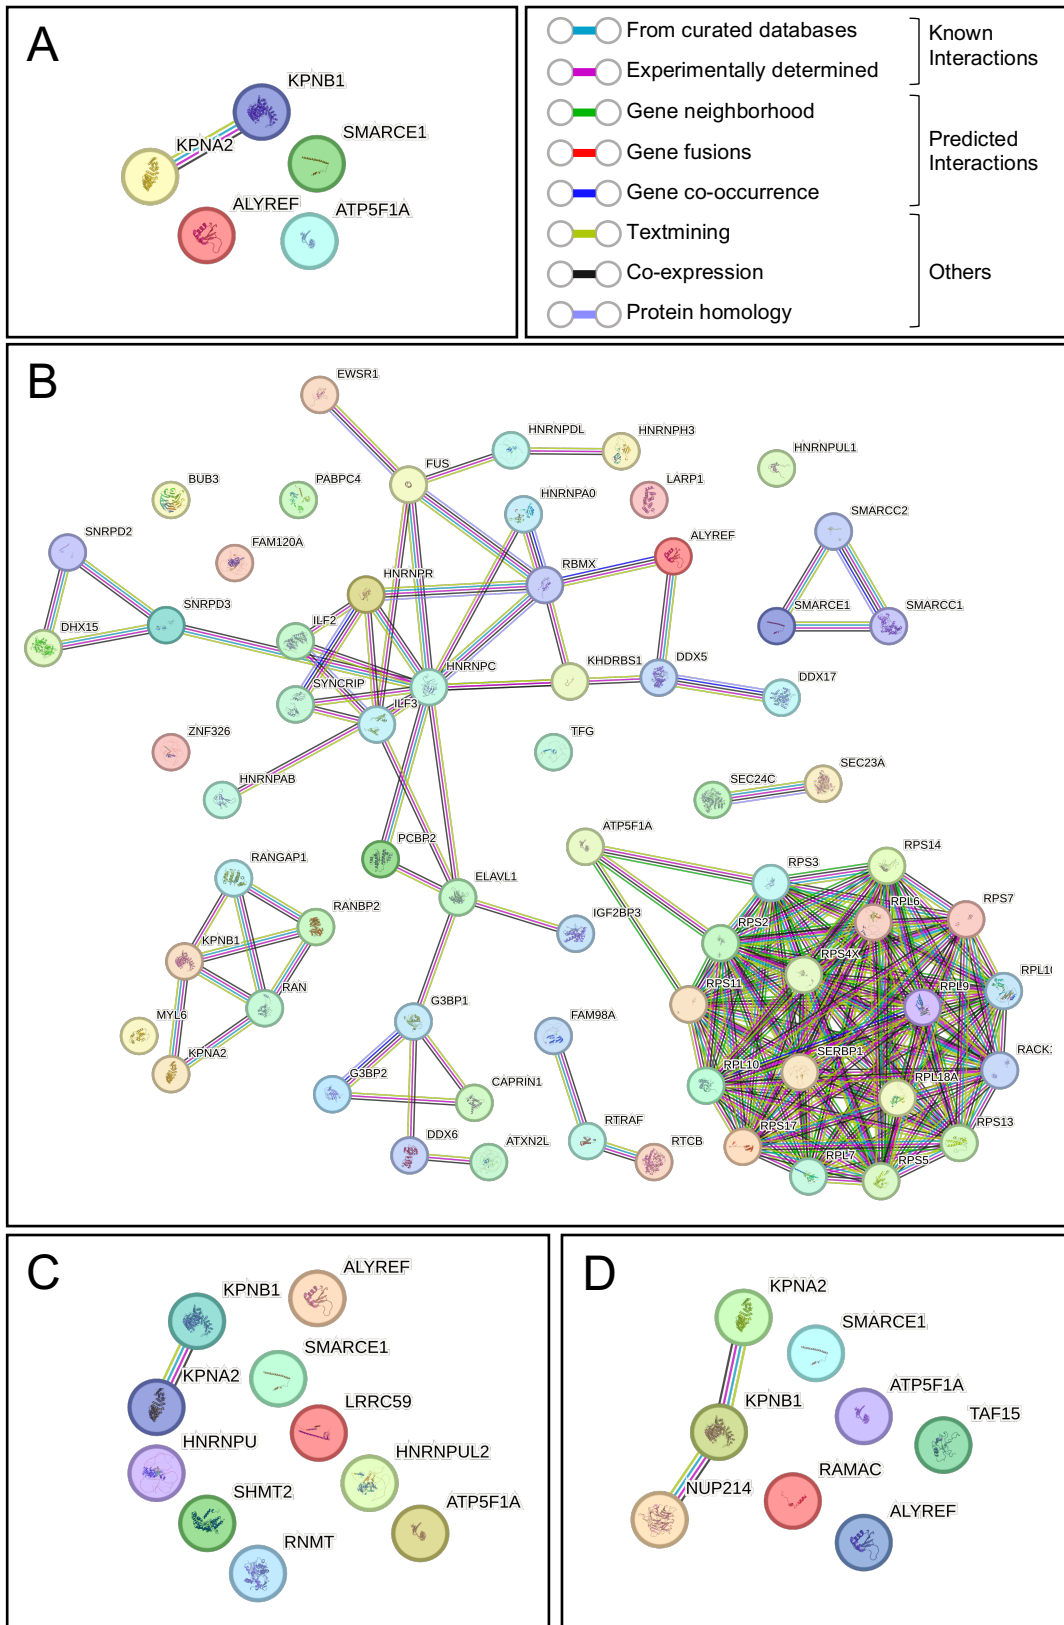 A
KPNB1
SMARCE1
KPNA2
ALYREF
ATP5F1A
From curated databases
Experimentally determined
Known
Interactions
Gene neighborhood
Gene fusions
Gene co-occurrence
Predicted
Interactions
Textmining
Co-expression
Protein homology
Others
B
EWSR1
HNRNPDL
HNRNPH3
HNRNPUL1
FUS
BUB3
PABPC4
LARP1
HNRNPA0
SMARCC2
SNRPD2
FAM120A
ALYREF
RBMX
HNRNPR
SNRPD3
SMARCE1
SMARCC1
DHX15
ILF2
HNRNPC
KHDRBS1
DDX5
DDX17
SYNCRIP
ILF3
ZNF326
TFG
HNRNPAB
SEC24C
SEC23A
PCBP2
ATP5F1A
RPS3
RPS14
RANGAP1
ELAVL1
RANBP2
IGF2BP3
RPS2
RPL6
RPS7
KPNB1
RPS4X
RAN
RPS11
RPL9
RPL10
MYL6
G3BP1
FAM98A
KPNA2
SERBP1
RACK1
G3BP2
CAPRIN1
RPL10
RPL18A
RTRAF
RPS17
RPS13
DDX6
ATXN2L
RTCB
RPL7
RPS5
C
KPNB1
ALYREF
SMARCE1
KPNA2
LRRC59
HNRNPU
HNRNPUL2
SHMT2
ATP5F1A
RNMT
D
KPNA2
SMARCE1
ATP5F1A
KPNB1
TAF15
NUP214
RAMAC
ALYREF